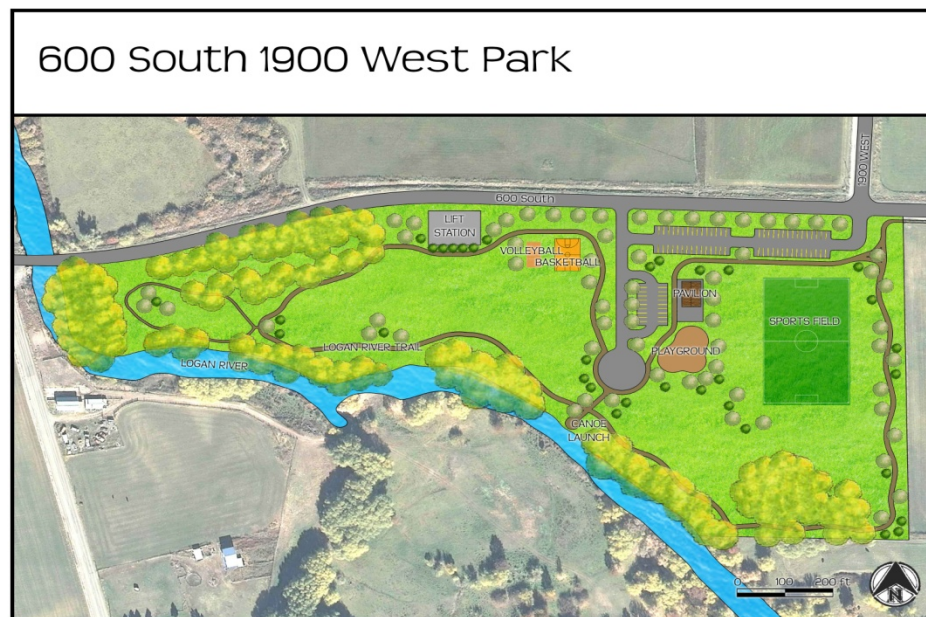 600 South 1900 West Park
1900 WEST
600 South
LIFT
STATION
VOLLEYBALL
BASKETBALL
PAVILION
SPORTS FIELD
LOGAN RIVER TRAIL
PLAYGROUND
LOGAN RIVER
CANOE
LAUNCH
0 100 200 ft
N